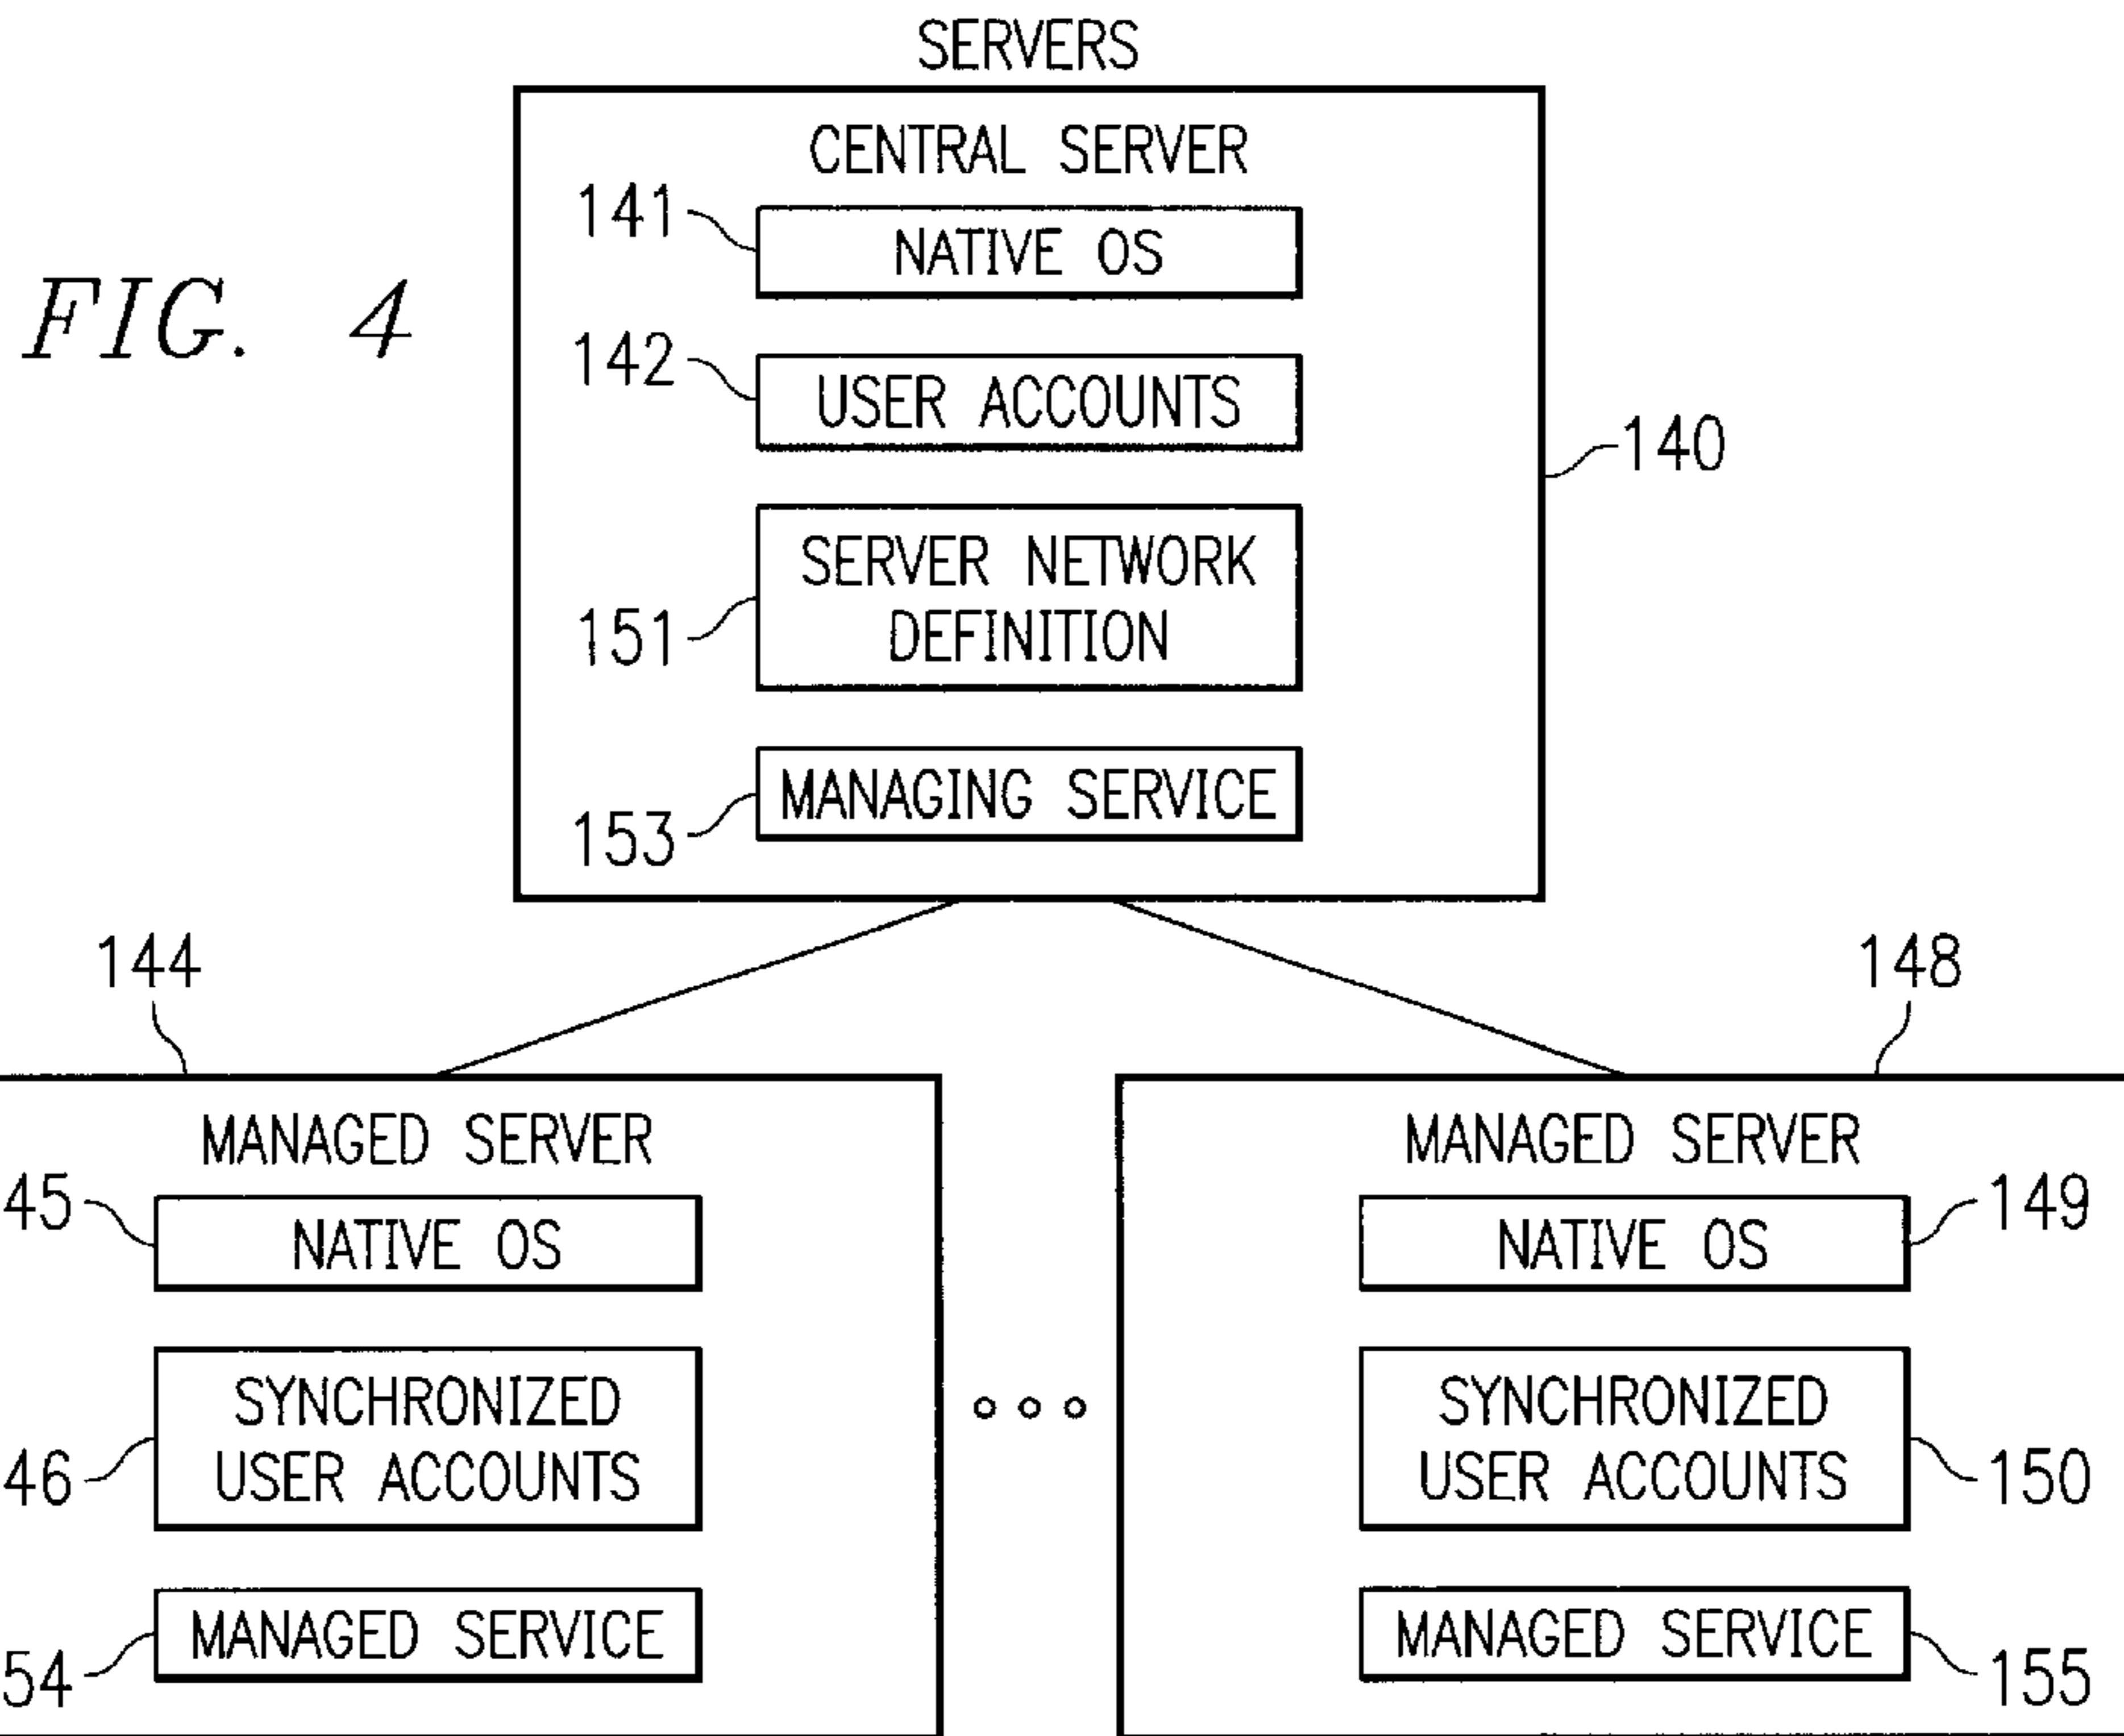 SERVERS
CENTRAL SERVER
141
NATIVE OS
FIG. 4
142
USER ACCOUNTS
140
SERVER NETWORK
DEFINITION
151
MANAGING SERVICE
153
144
148
MANAGED SERVER
45
NATIVE OS
SYNCHRONIZED
USER ACCOUNTS
46
MANAGED SERVICE
54
MANAGED SERVER
149
NATIVE OS
SYNCHRONIZED
USER ACCOUNTS
150
MANAGED SERVICE
155